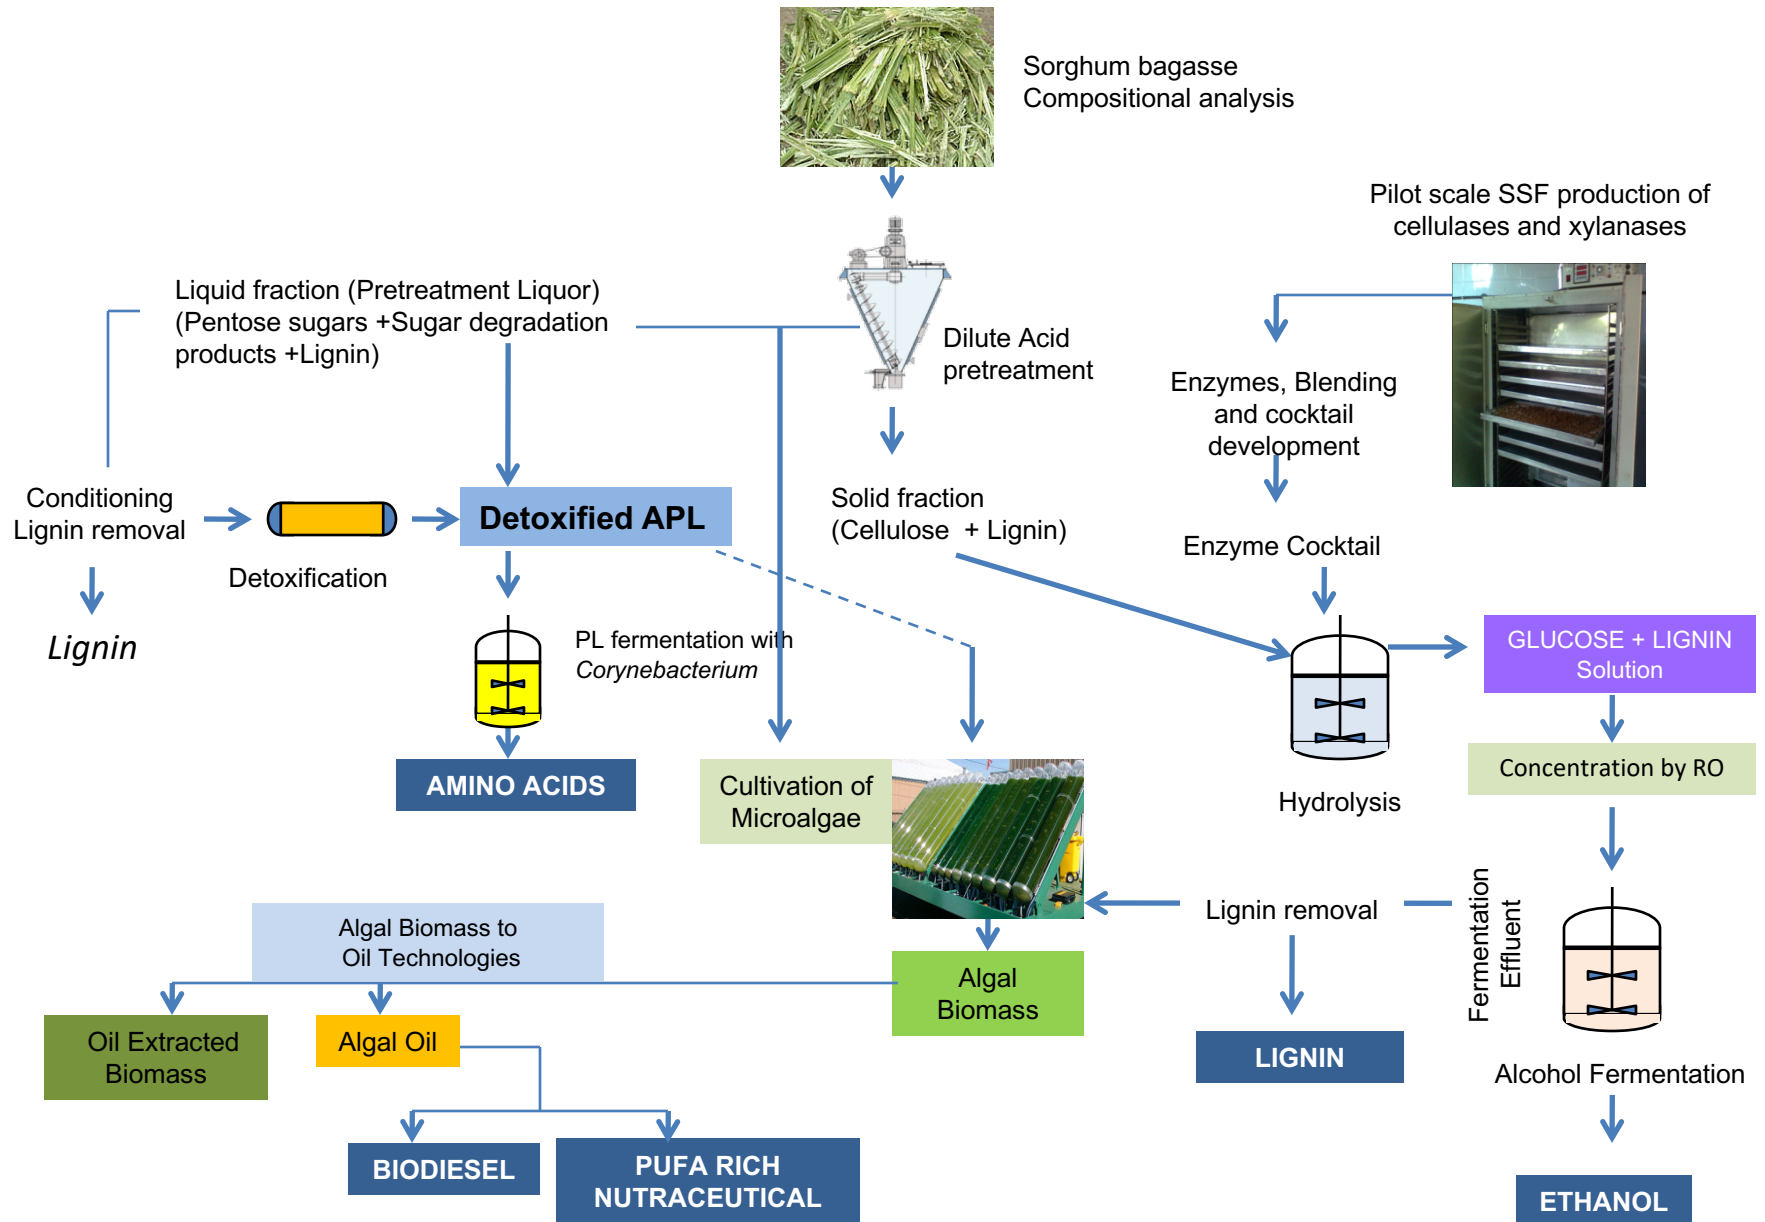 Sorghum bagasse
Compositional analysis
Pilot scale SSF production of
cellulases and xylanases
Liquid fraction (Pretreatment Liquor)
(Pentose sugars +Sugar degradation
products +Lignin)
Dilute Acid
pretreatment
Enzymes, Blending
and cocktail
development
Conditioning
Lignin removal
Detoxification
Detoxified APL
Solid fraction
(Cellulose + Lignin)
Enzyme Cocktail
Lignin
PL fermentation with
Corynebacterium
GLUCOSE + LIGNIN
Solution
Concentration by RO
AMINO ACIDS
Cultivation of
Microalgae
Hydrolysis
Lignin removal
Fermentation
Effluent
Algal Biomass to
Oil Technologies
Algal
Biomass
Oil Extracted
Biomass
Algal Oil
LIGNIN
Alcohol Fermentation
BIODIESEL
PUFA RICH
NUTRACEUTICAL
ETHANOL